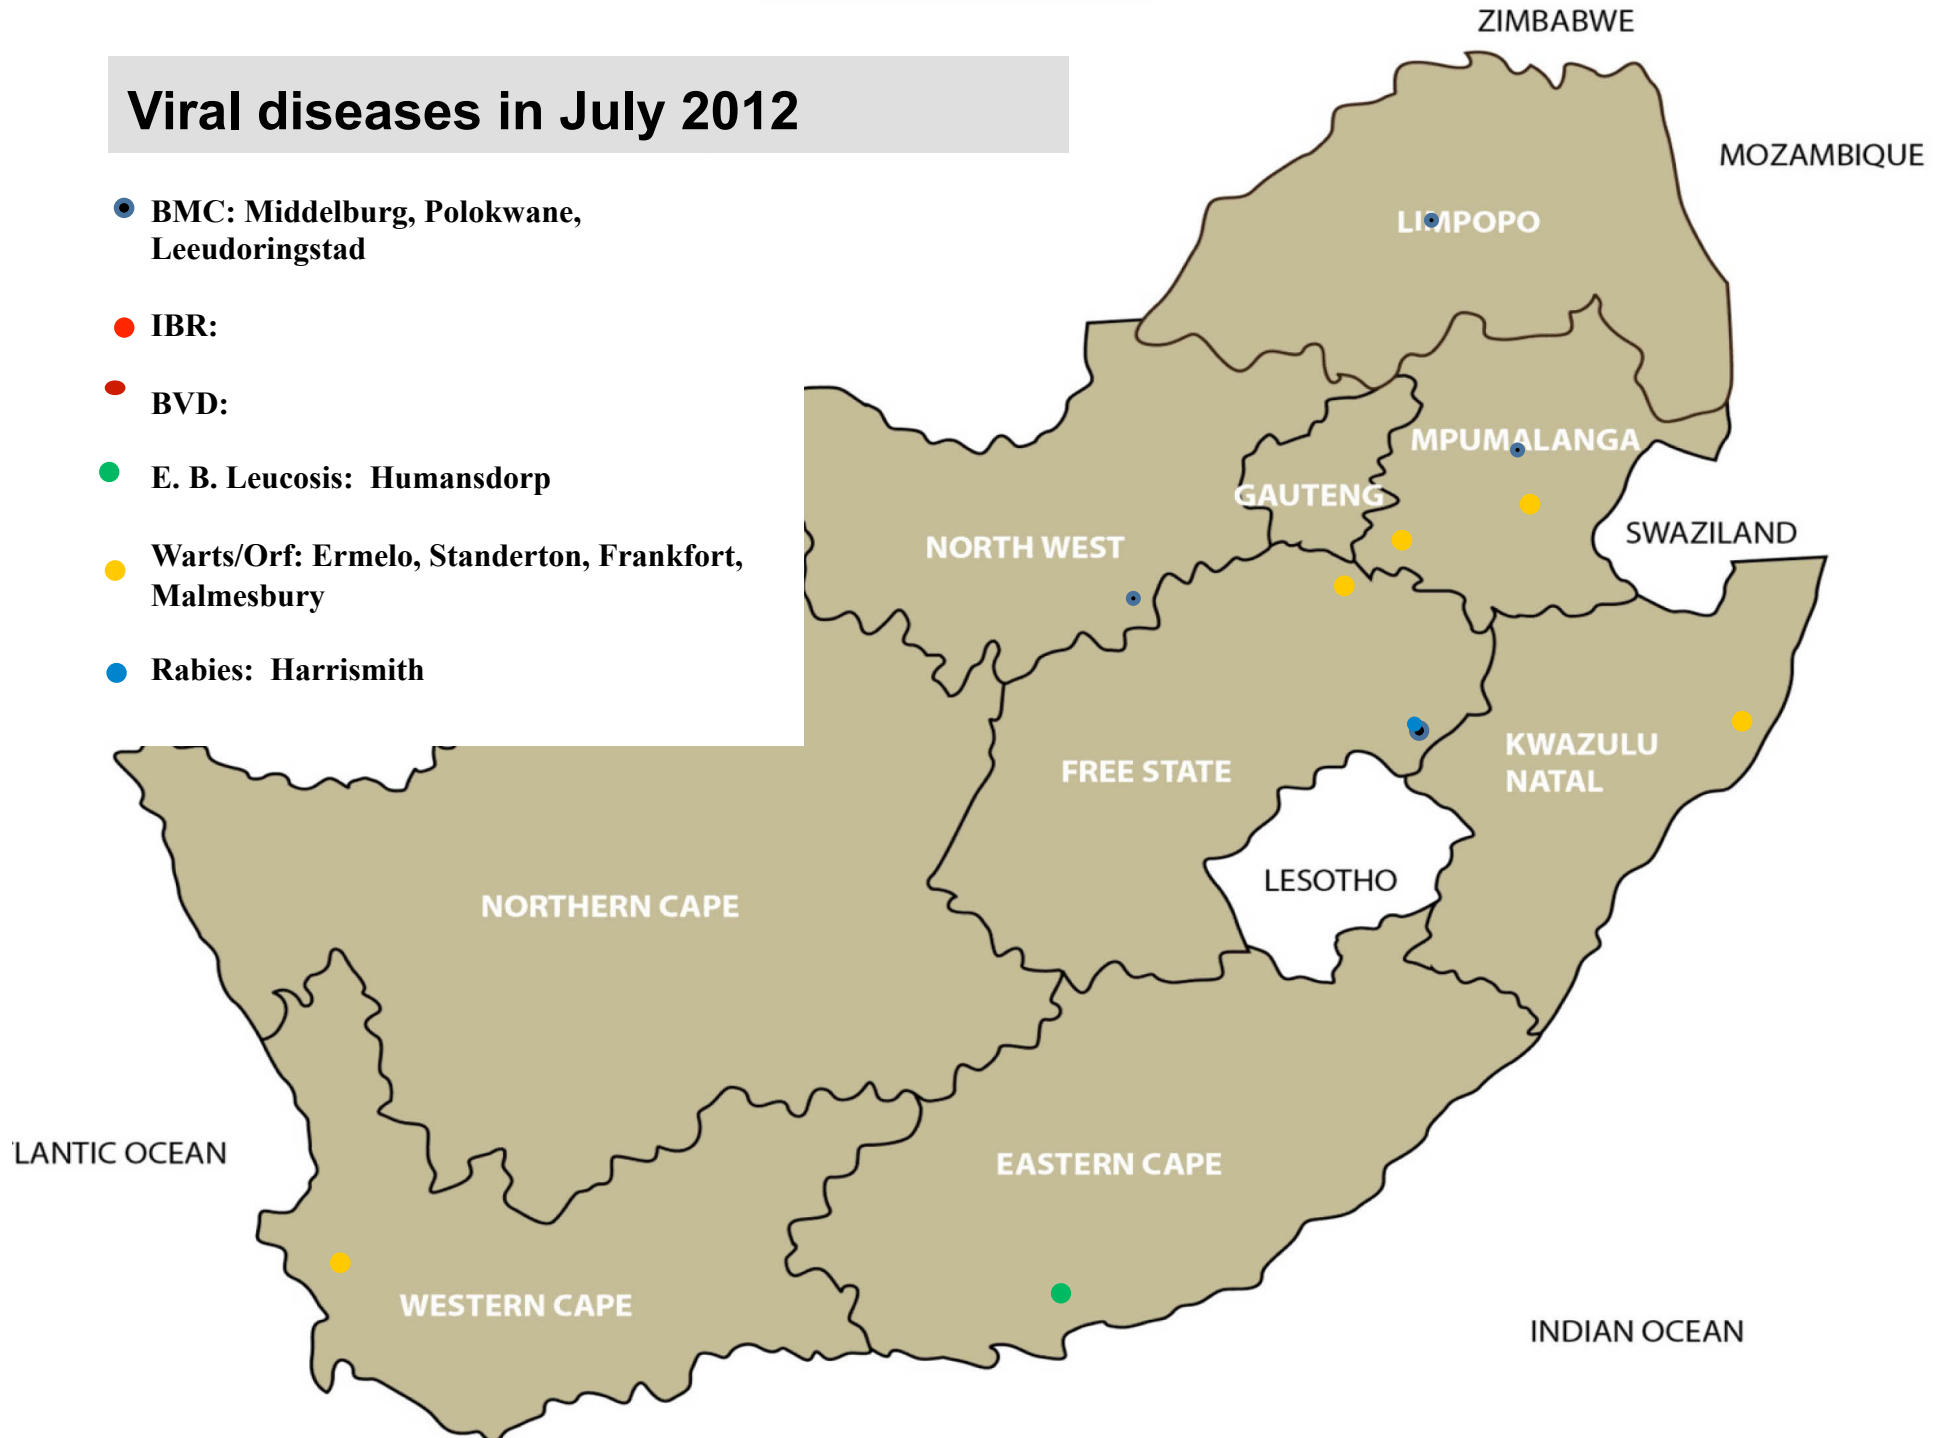 ZIMBABWE
Viral diseases in July 2012
MOZAMBIQUE
BMC: Middelburg, Polokwane,
Leeudoringstad
LIMPOPO
IBR:
BVD:
MPUMALANGA
E. B. Leucosis: Humansdorp
GAUTENG
SWAZILAND
NORTH WEST
Warts/Orf: Ermelo, Standerton, Frankfort,
Malmesbury
Rabies: Harrismith
KWAZULU
NATAL
FREE STATE
LESOTHO
NORTHERN CAPE
LANTIC OCEAN
EASTERN CAPE
WESTERN CAPE
INDIAN OCEAN